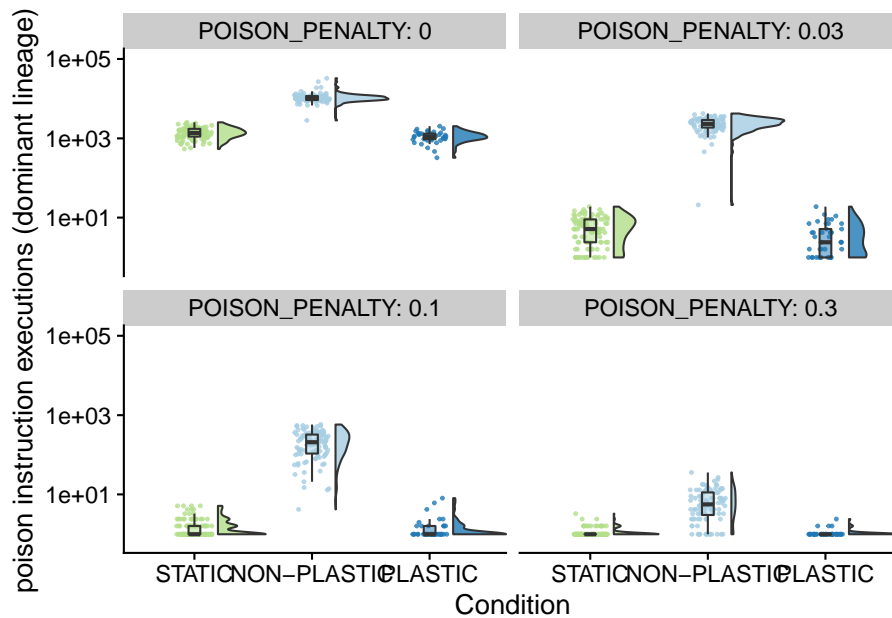 POISON_PENALTY: 0
POISON_PENALTY: 0.03
1e+05
1e+03
1e+01
POISON_PENALTY: 0.1
POISON_PENALTY: 0.3
1e+05
1e+03
1e+01
STATIC NON−PLASTIC PLASTIC
STATIC NON−PLASTIC PLASTIC
Condition
poison instruction executions (dominant lineage)